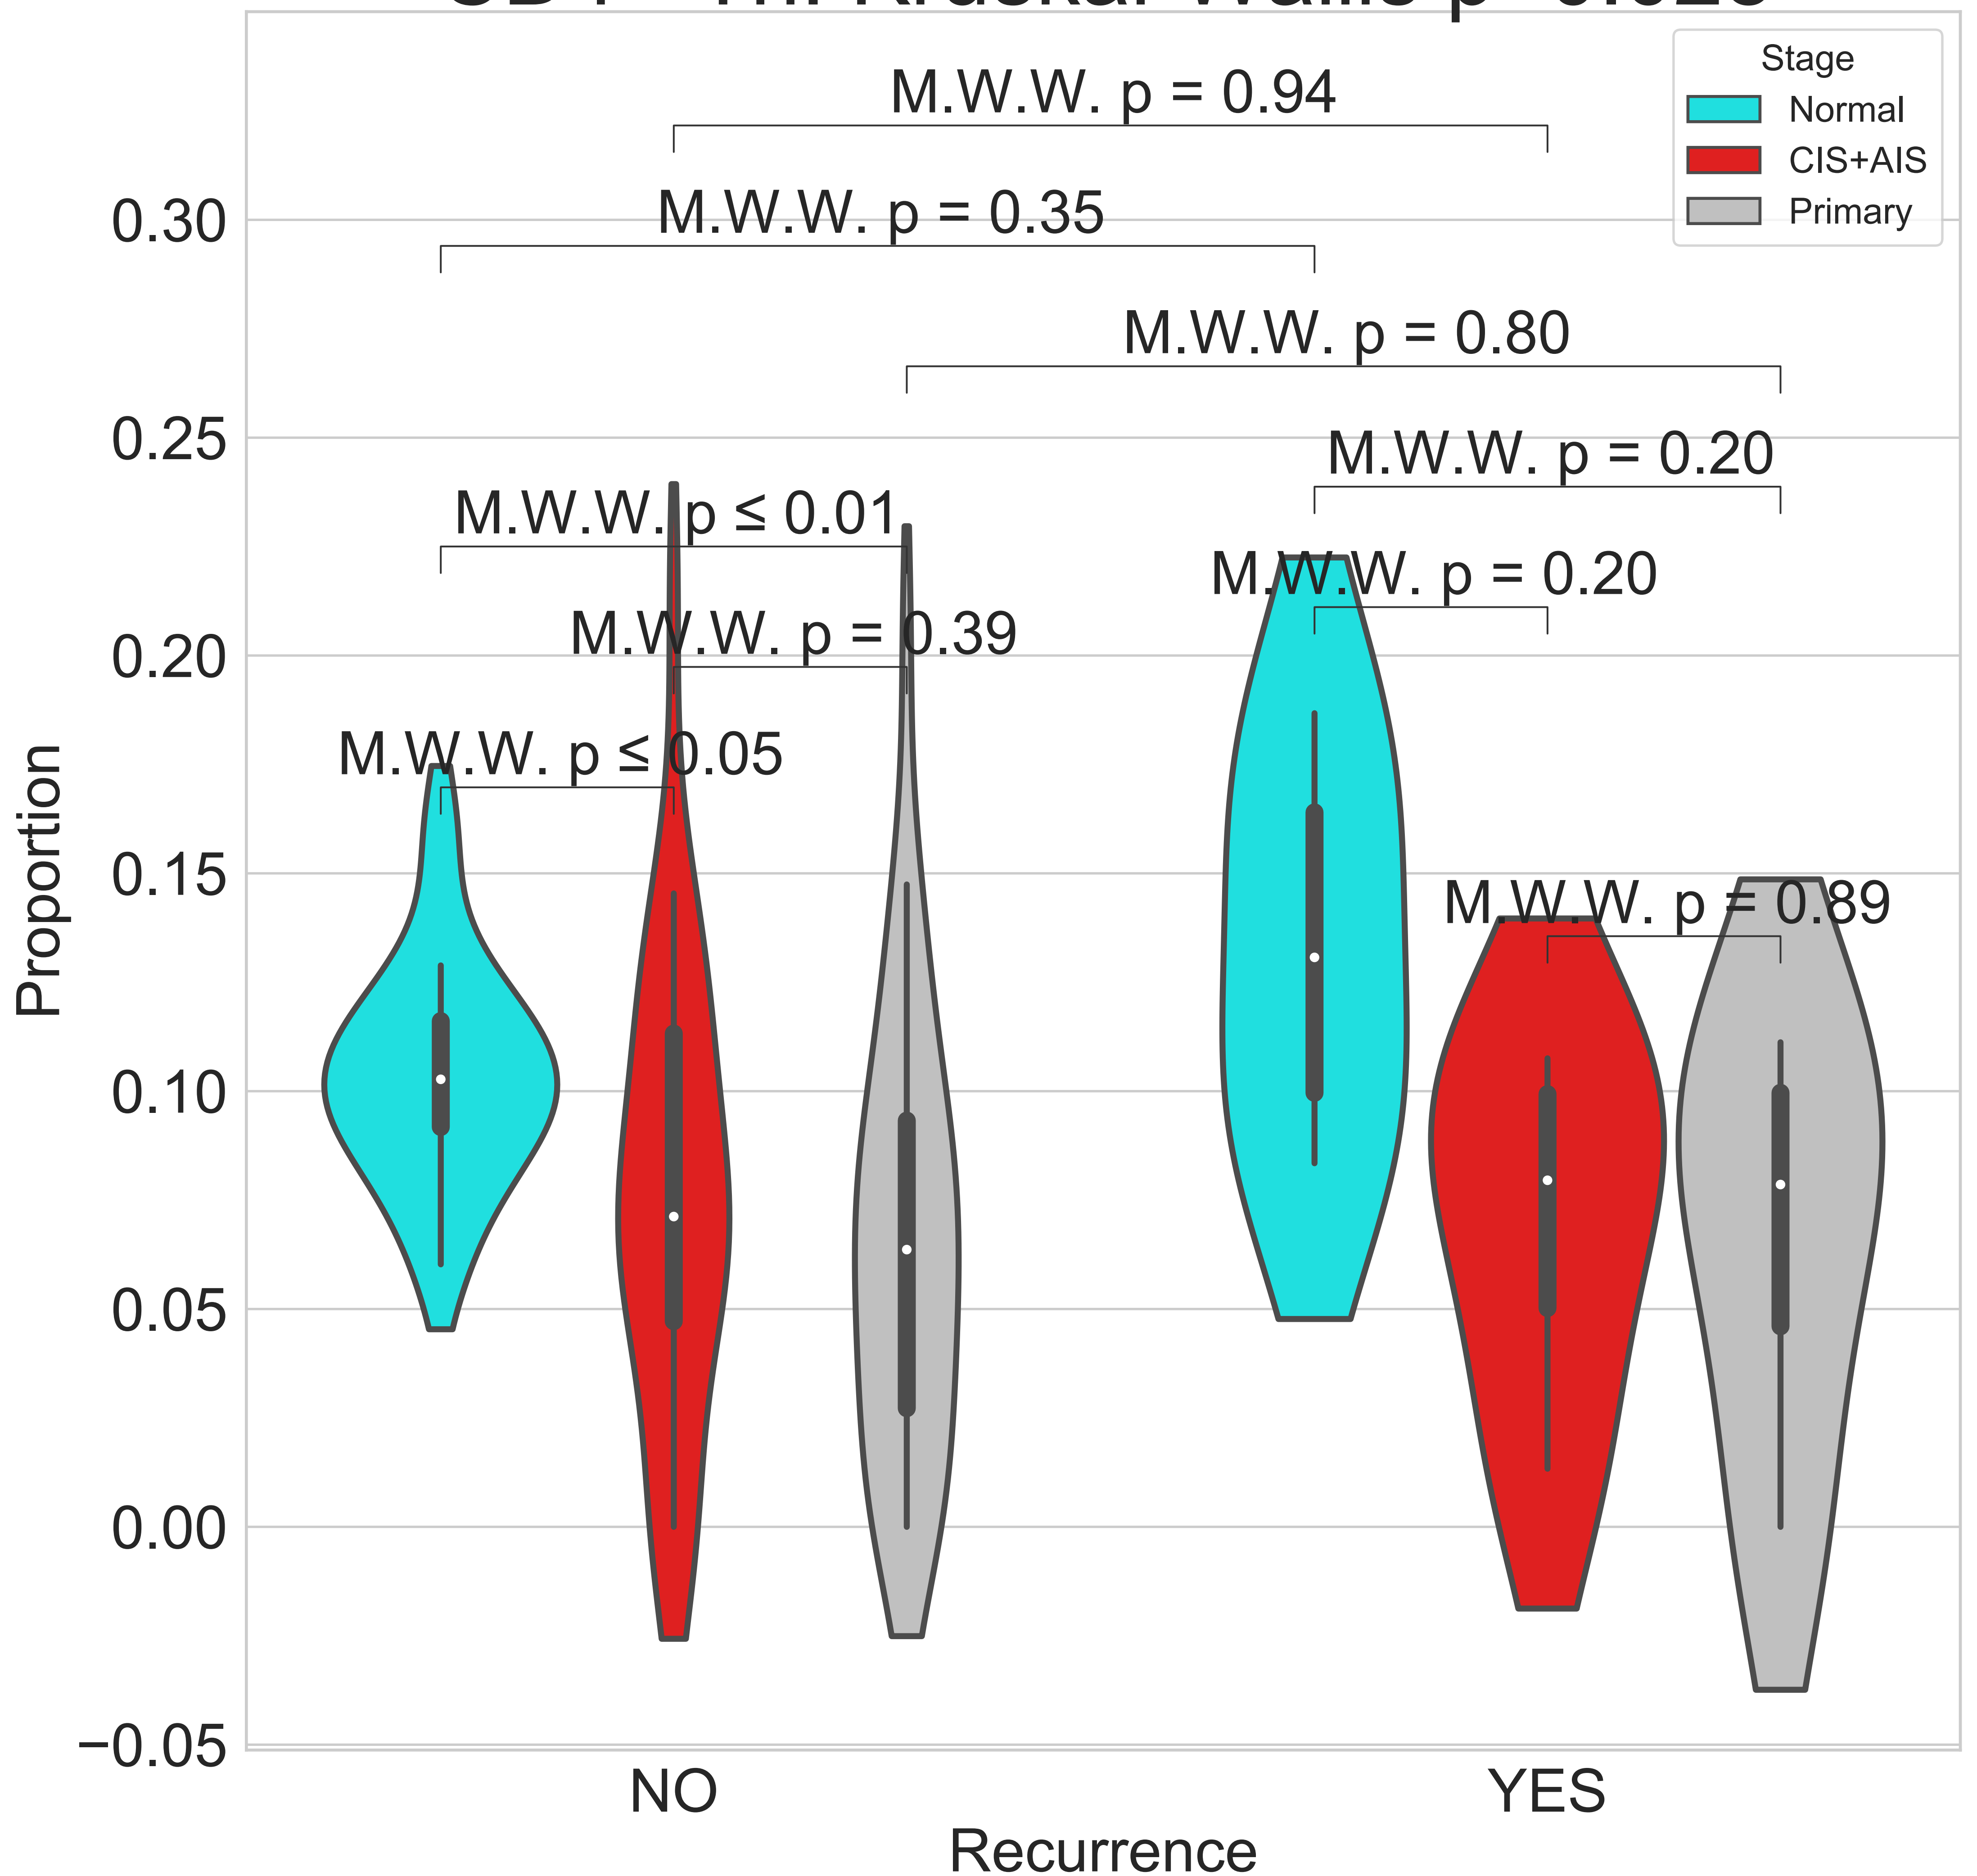 Stage
Normal
CIS+AIS
Primary
M.W.W. p = 0.94
M.W.W. p = 0.35
M.W.W. p = 0.80
M.W.W. p = 0.20
M.W.W. p ≤ 0.01
M.W.W. p = 0.20
M.W.W. p = 0.39
M.W.W. p ≤ 0.05
M.W.W. p = 0.89
0.30
0.25
0.20
0.15
0.10
0.05
0.00
−0.05
Proportion
NO
YES
Recurrence